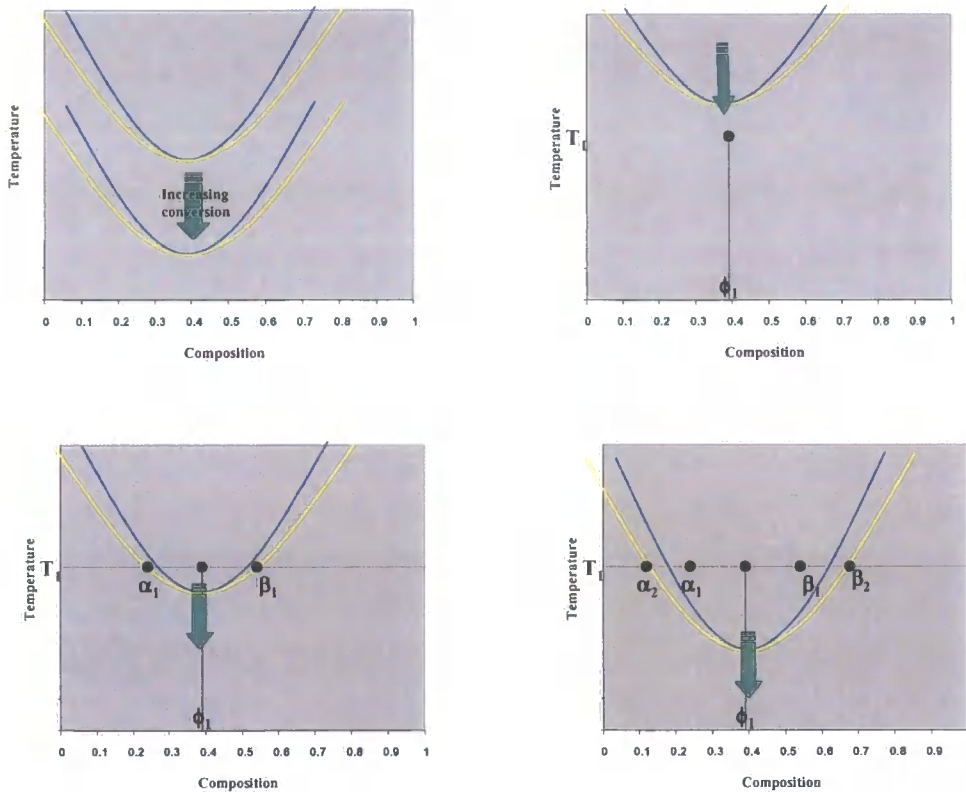 Temperature
Increasing
conversion
0 0.1 0.2 0.3 0.4 0.5 0.6 0.7 0.8 0.9 1
Composition
Temperature
T1
ϕ1
0 0.1 0.2 0.3 0.4 0.5 0.6 0.7 0.8 0.9 1
Composition
Temperature
T1
α1
β1
ϕ1
0 0.1 0.2 0.3 0.4 0.5 0.6 0.7 0.8 0.9 1
Composition
Temperature
T1
α2
α1
β1
β2
ϕ1
0 0.1 0.2 0.3 0.4 0.5 0.6 0.7 0.8 0.9
Composition